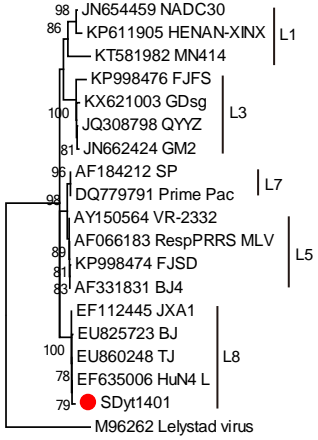 98 JN654459 NADC30
86 KP611905 HENAN-XINX
L1
KT581982 MN414
KP998476 FJFS
KX621003 GDsg
L3
100 JQ308798 QYYZ
81 JN662424 GM2
96 AF184212 SP
L7
98 DQ779791 Prime Pac
AY150564 VR-2332
AF066183 RespPRRS MLV
L5
89 KP998474 FJSD
81
83 AF331831 BJ4
EF112445 JXA1
EU825723 BJ
100 EU860248 TJ
L8
78 EF635006 HuN4 L
79 SDyt1401
M96262 Lelystad virus